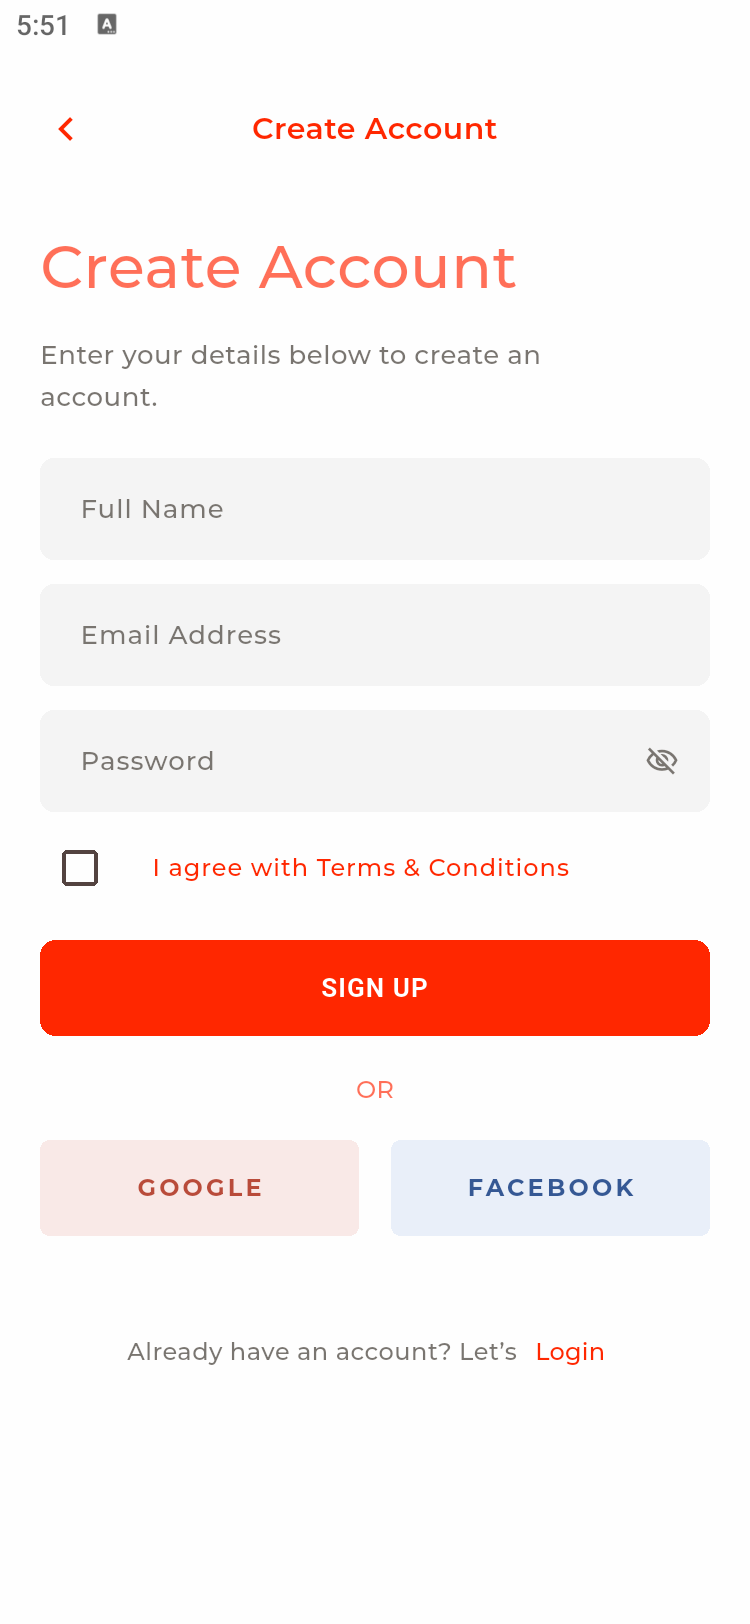 5:51
Create Account
Create Account
Enter your details below to create an
account.
Full Name
Email Address
Password
I agree with Terms & Conditions
SIGN UP
OR
GOOGLE
FACEBOOK
Already have an account? Let’s Login